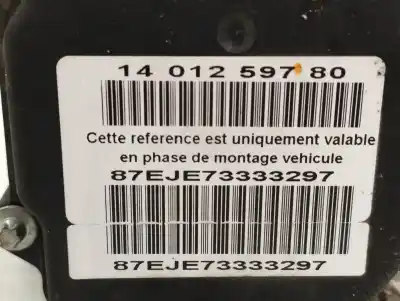 14 012 597 80
Cette reference est uniquement valable
en phase de montage vehicule
87EJE73333297
87EJE73333297